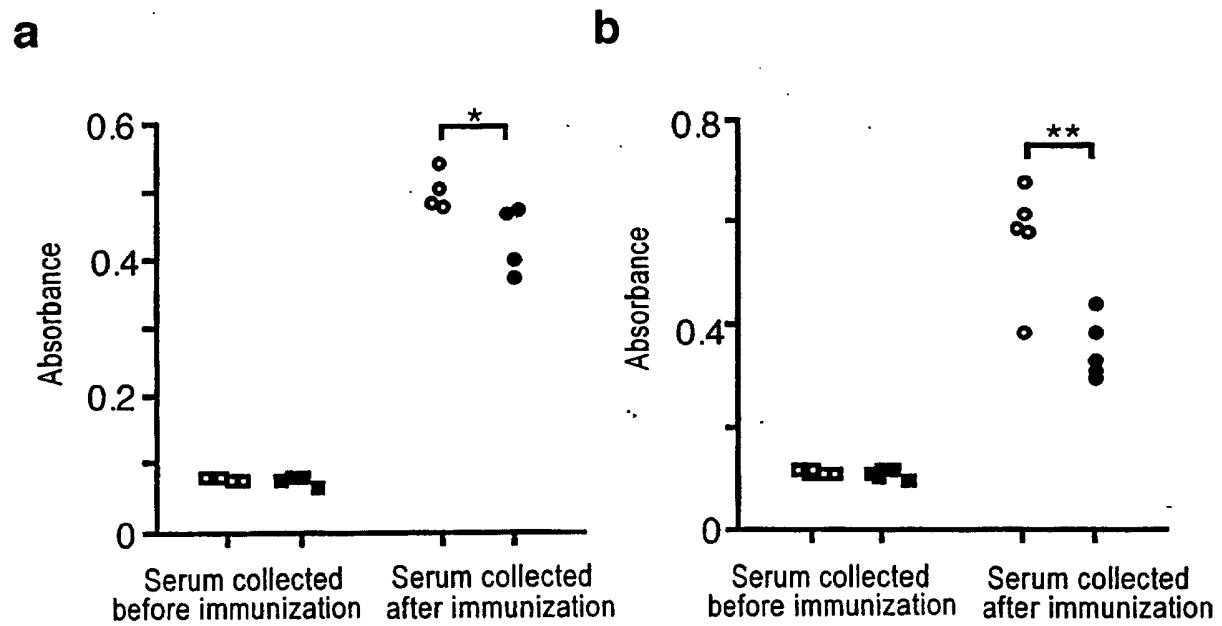 a
b
*
**
0.6
0.4
0.2
0
Absorbance
0.8
0.4
0
Absorbance
Serum collected
before immunization
Serum collected
after immunization
Serum collected
before immunization
Serum collected
after immunization